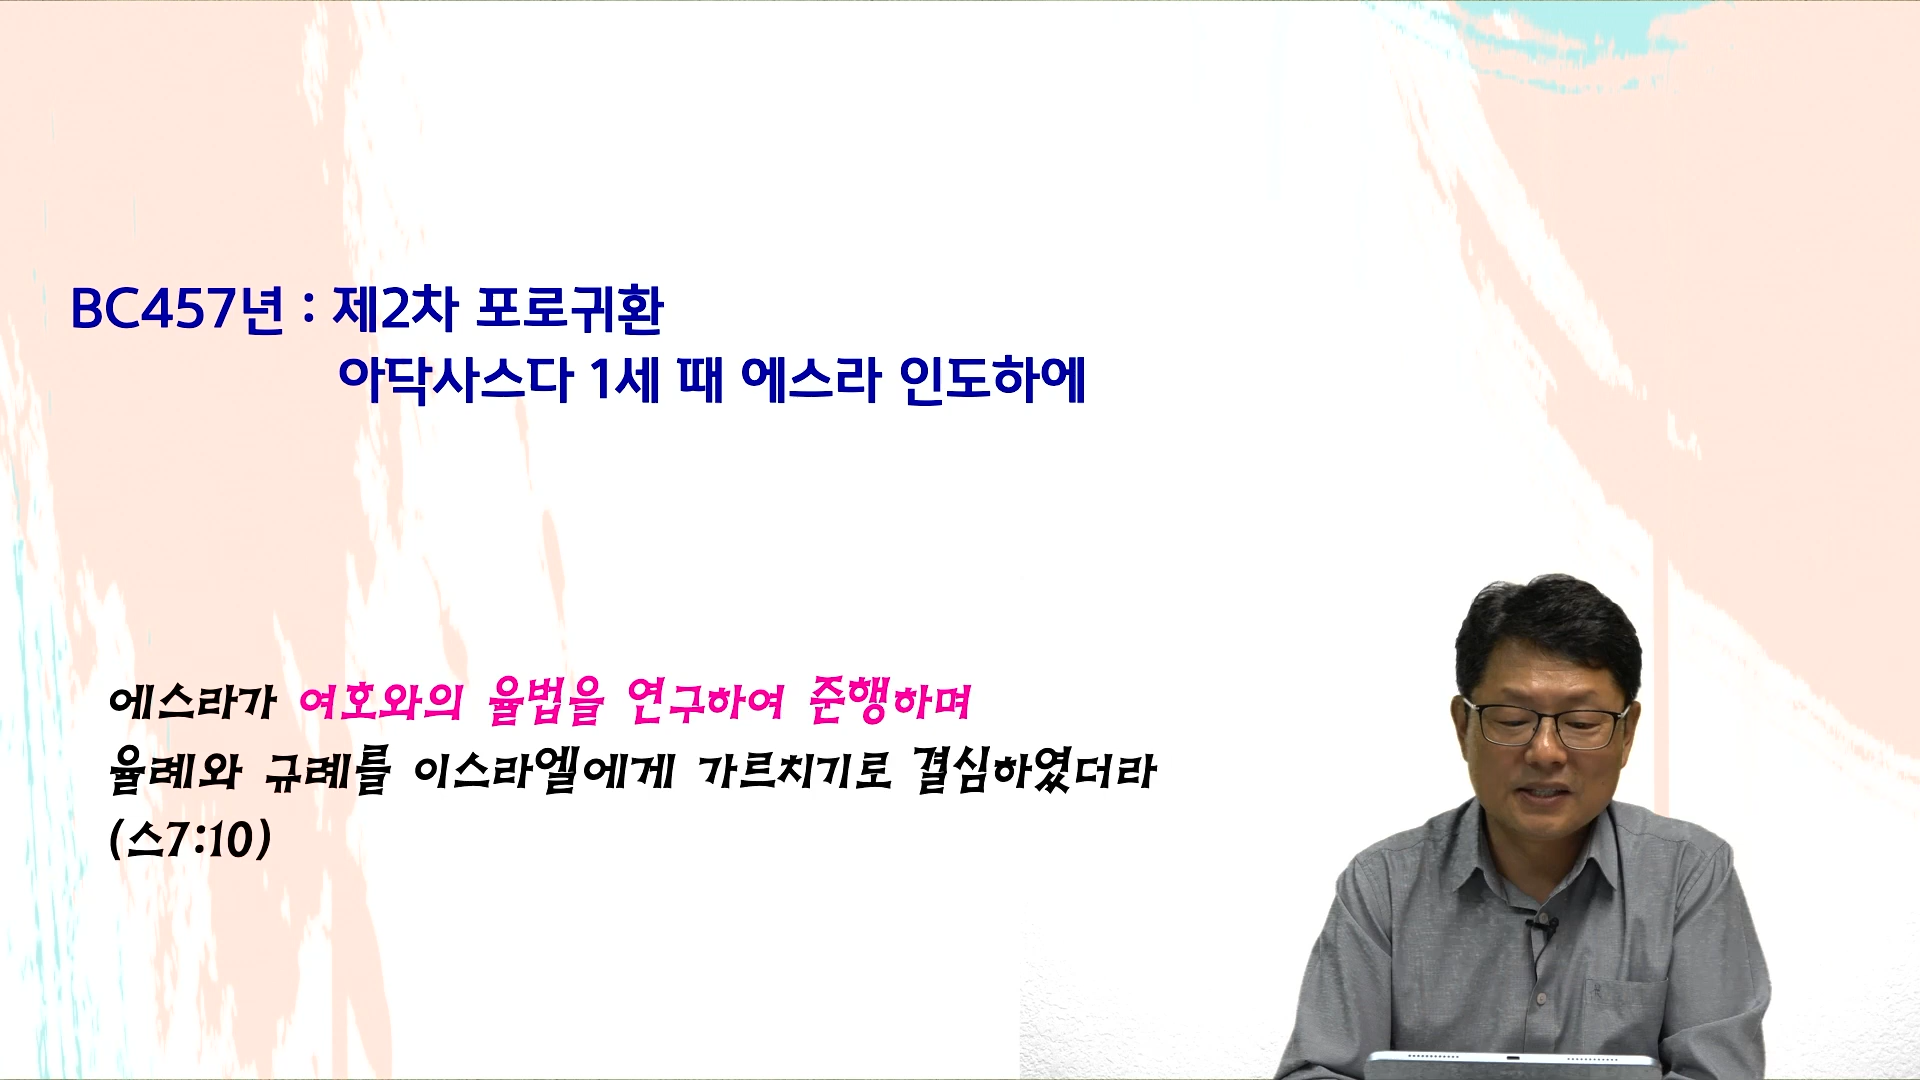 BC457년 : 제2차 포로귀환
아닥사스다 1세 때 에스라 인도하에
에스라가 여호와의 율법을 연구하여 준행하며
율례와 규례를 이스라엘에게 가르치기로 결심하였더라
(스7:10)